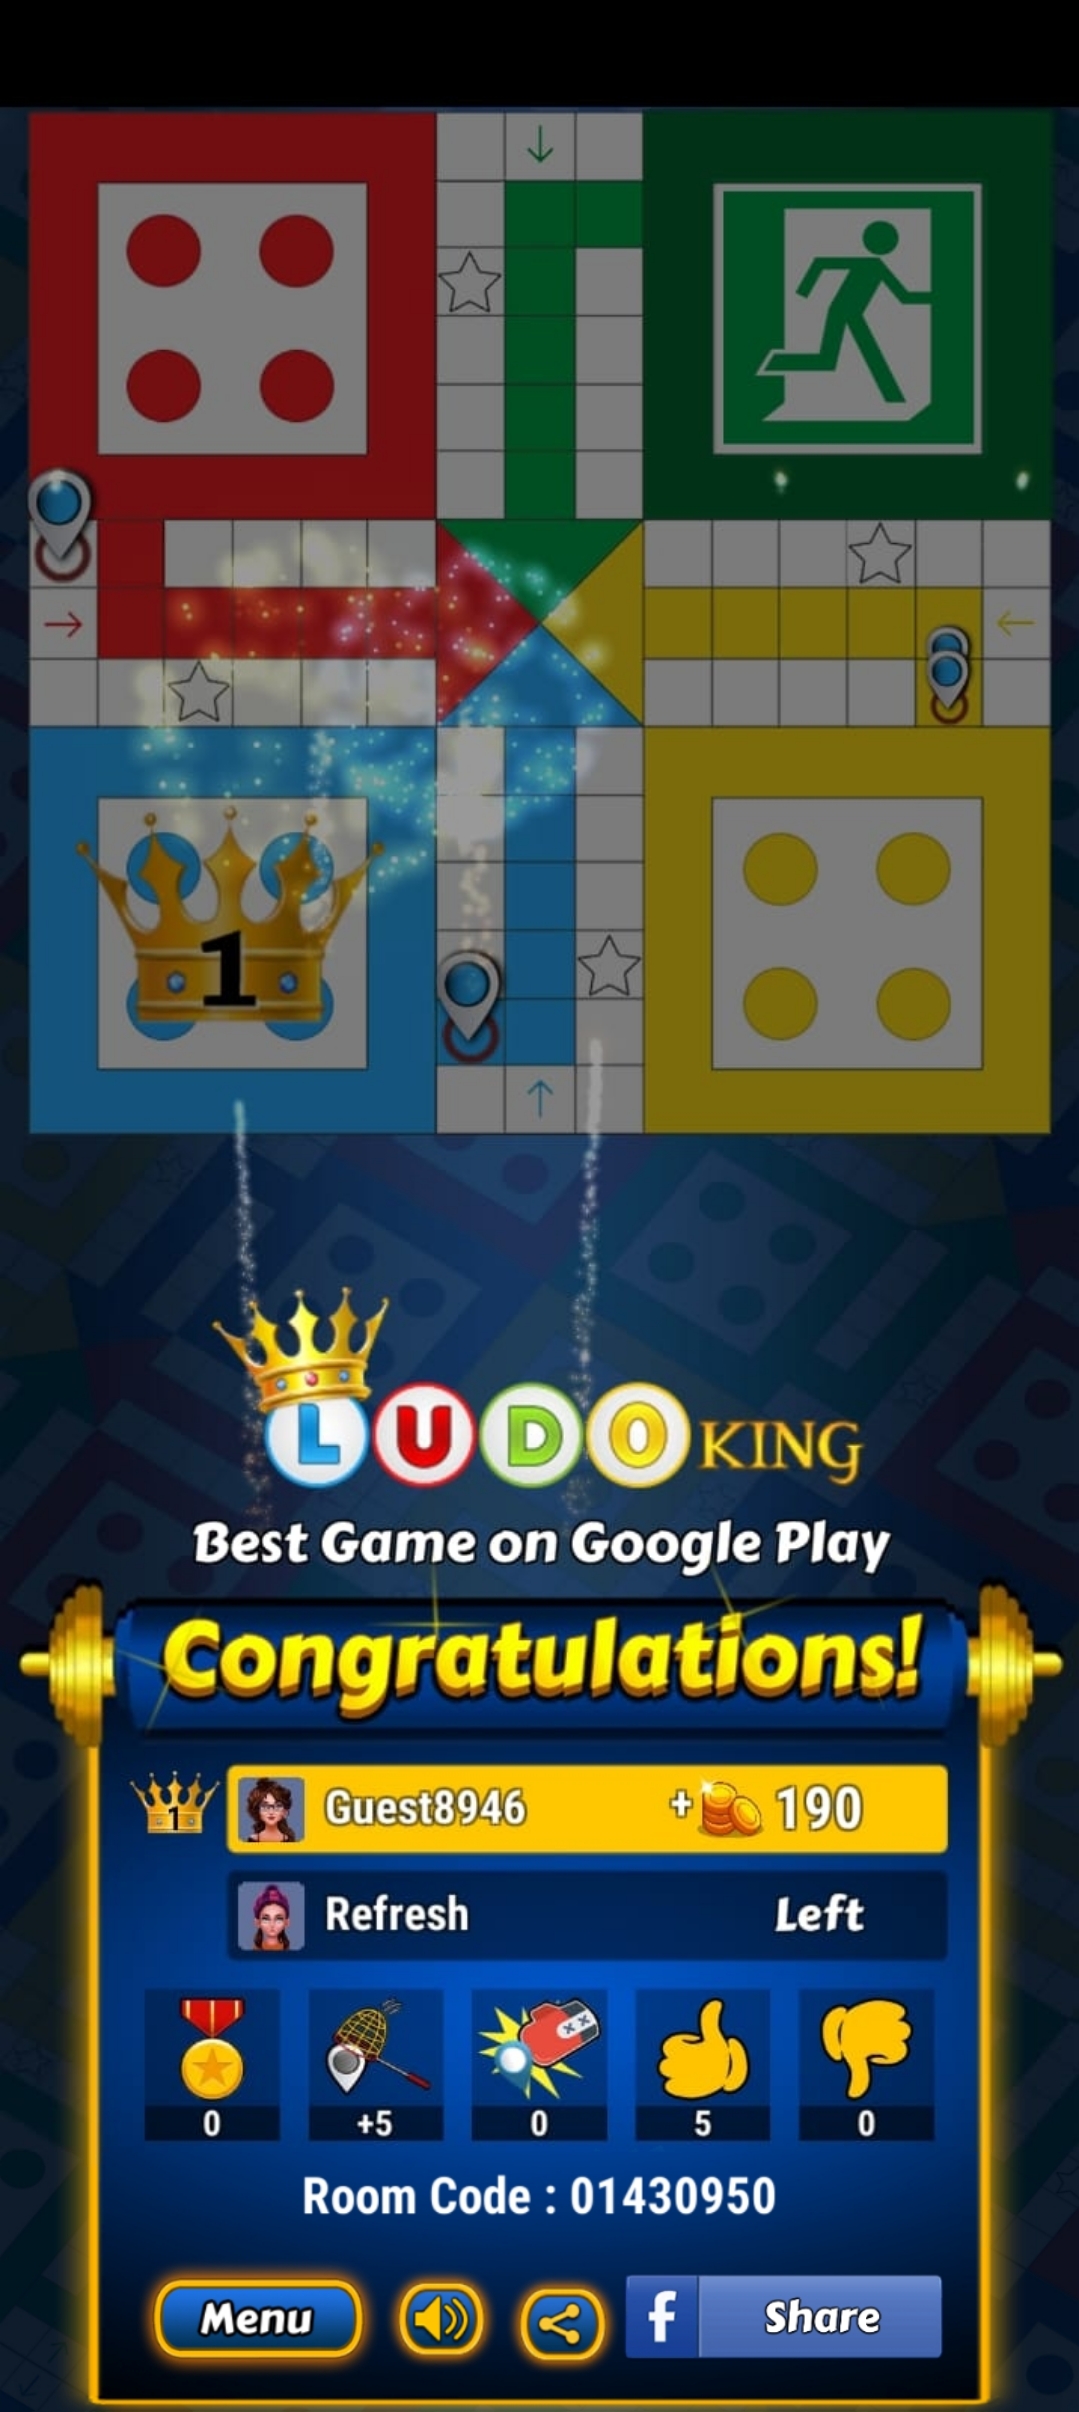 1
LUDO KING
Best Game on Google Play
Congratulations!
1 Guest8946 + 190
Refresh Left
0 +5 0 5 0
Room Code : 01430950
Menu f Share